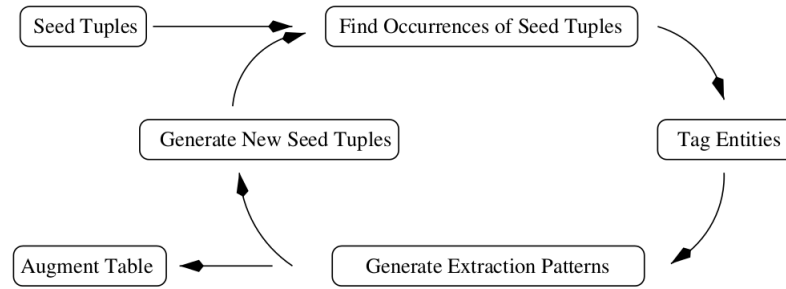 Seed Tuples
Find Occurrences of Seed Tuples
Generate New Seed Tuples
Tag Entities
Augment Table
Generate Extraction Patterns